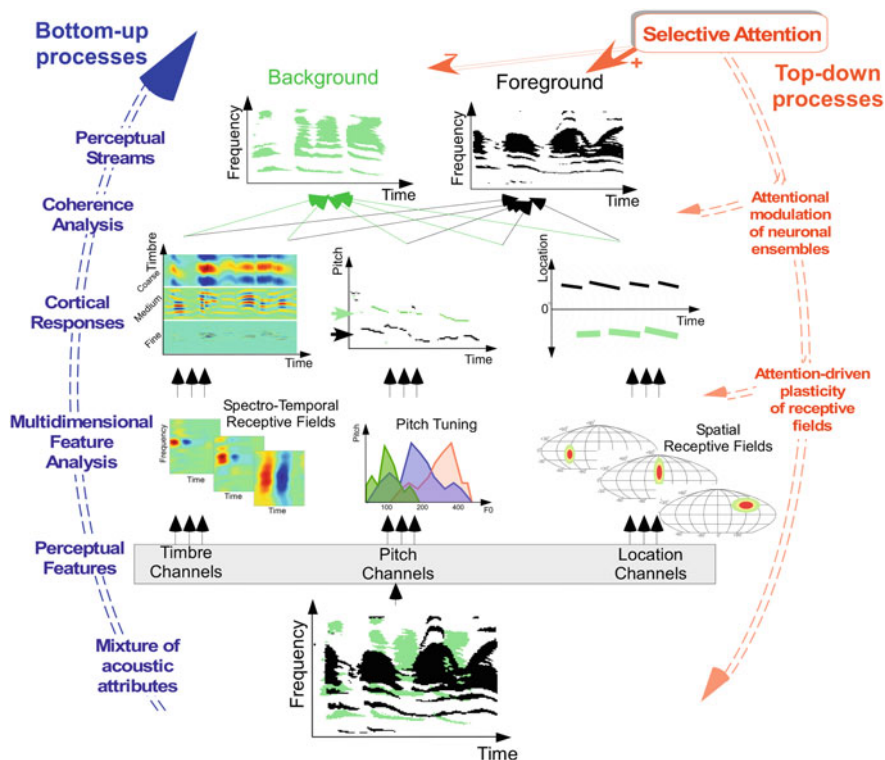 Bottom-up
processes
Selective Attention
Top-down
processes
−
+
Background
Foreground
Frequency
Time
Frequency
Time
Perceptual
Streams
Coherence
Analysis
Attentional
modulation
of neuronal
ensembles
Timbre
Coarse
Medium
Fine
Time
Pitch
Time
Location
0
Time
Cortical
Responses
Attention-driven
plasticity
of receptive
fields
Multidimensional
Feature
Analysis
Spectro-Temporal
Receptive Fields
Frequency
Time
Time
Time
Pitch Tuning
Pitch
100
200
400
F0
Spatial
Receptive Fields
Perceptual
Features
Timbre
Channels
Pitch
Channels
Location
Channels
Mixture of
acoustic
attributes
Frequency
Time